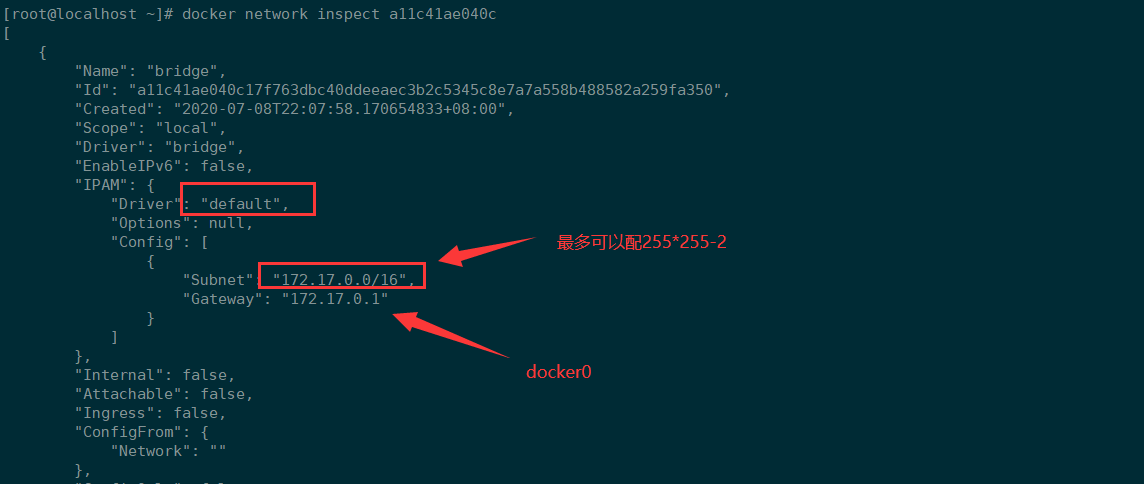 [root@localhost ~]# docker network inspect a11c41ae040c
[
    {
        "Name": "bridge",
        "Id": "a11c41ae040c17f763dbc40ddeeaec3b2c5345c8e7a7a558b488582a259fa350",
        "Created": "2020-07-08T22:07:58.170654833+08:00",
        "Scope": "local",
        "Driver": "bridge",
        "EnableIPv6": false,
        "IPAM": {
            "Driver": "default",
            "Options": null,
            "Config": [
最多可以配255*255-2
                {
                    "Subnet": "172.17.0.0/16",
                    "Gateway": "172.17.0.1"
                }
            ]
docker0
        },
        "Internal": false,
        "Attachable": false,
        "Ingress": false,
        "ConfigFrom": {
            "Network": ""
        },